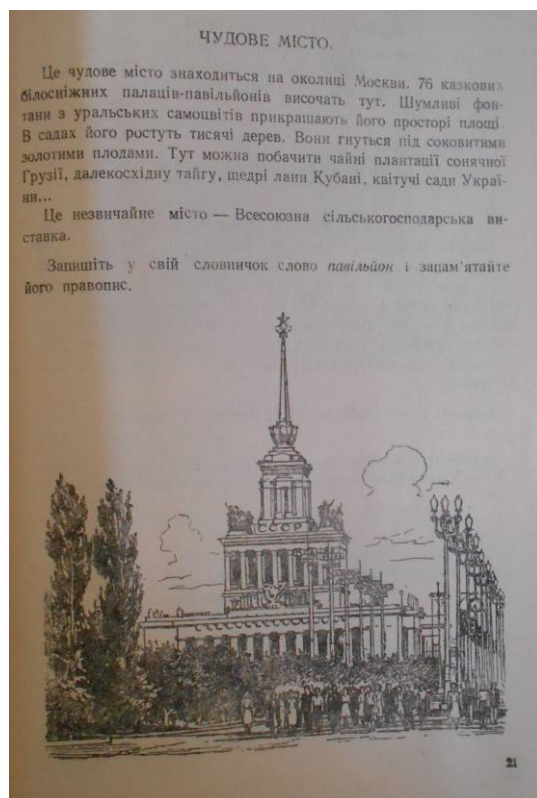 ЧУДОВЕ МІСТО.
Це чудове місто знаходиться на околиці Москви. 76 казкових
білосніжних палаців-павільйонів височать тут. Шумливі фон-
тани з уральських самоцвітів прикрашають його просторі площі.
В садах його ростуть тисячі дерев. Вони гнуться під соковитими
золотими плодами. Тут можна побачити чайні плантації сонячної
Грузії, далекосхідну тайгу, щедрі лани Кубані, квітучі сади Украї-
ни...
Це незвичайне місто — Всесоюзна сільськогосподарська ви-
ставка.
Запишіть у свій словничок слово павільйон і запам'ятайте
його правопис.
21